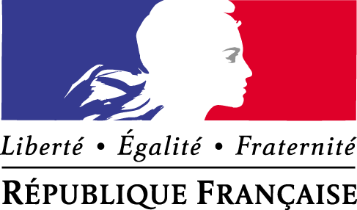 Liberté • Égalité • Fraternité
RÉPUBLIQUE FRANÇAISE